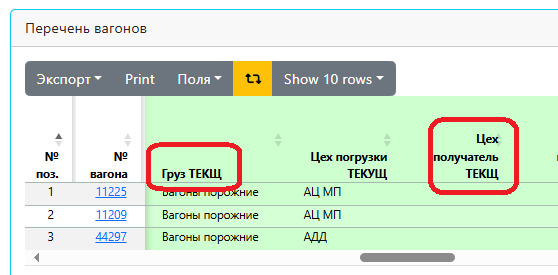 Перечень вагонов
Экспорт Print Поля Show 10 rows
№ поз.
№ вагона
Груз ТЕКЩ
Цех погрузки ТЕКУЩ
Цех получатель ТЕКЩ
1 11225 Вагоны порожние АЦ МП
2 11209 Вагоны порожние АЦ МП
3 44297 Вагоны порожние АДД